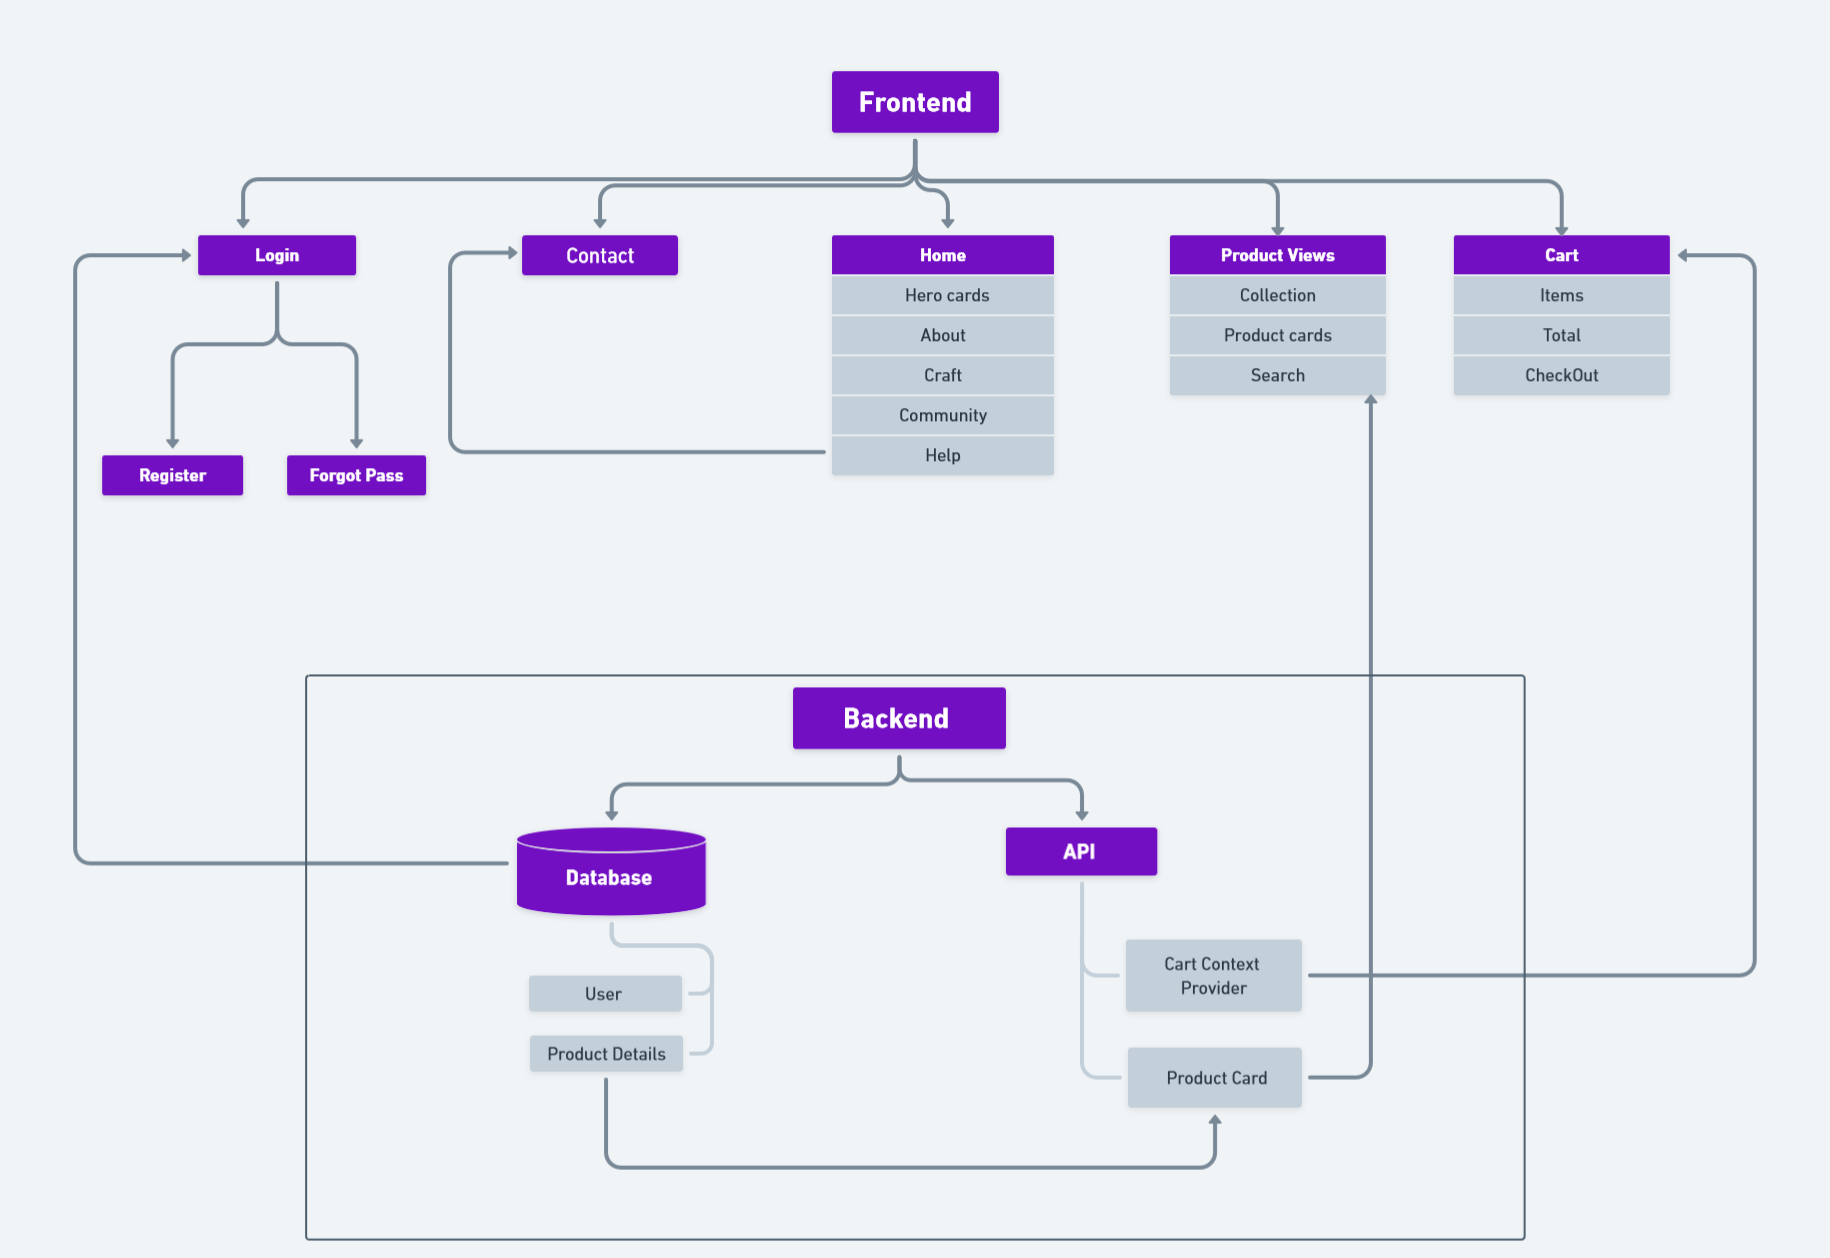 Frontend
Login
Contact
Home
Hero cards
About
Craft
Community
Help
Product Views
Collection
Product cards
Search
Cart
Items
Total
CheckOut
Register
Forgot Pass
Backend
Database
User
Product Details
API
Cart Context
Provider
Product Card